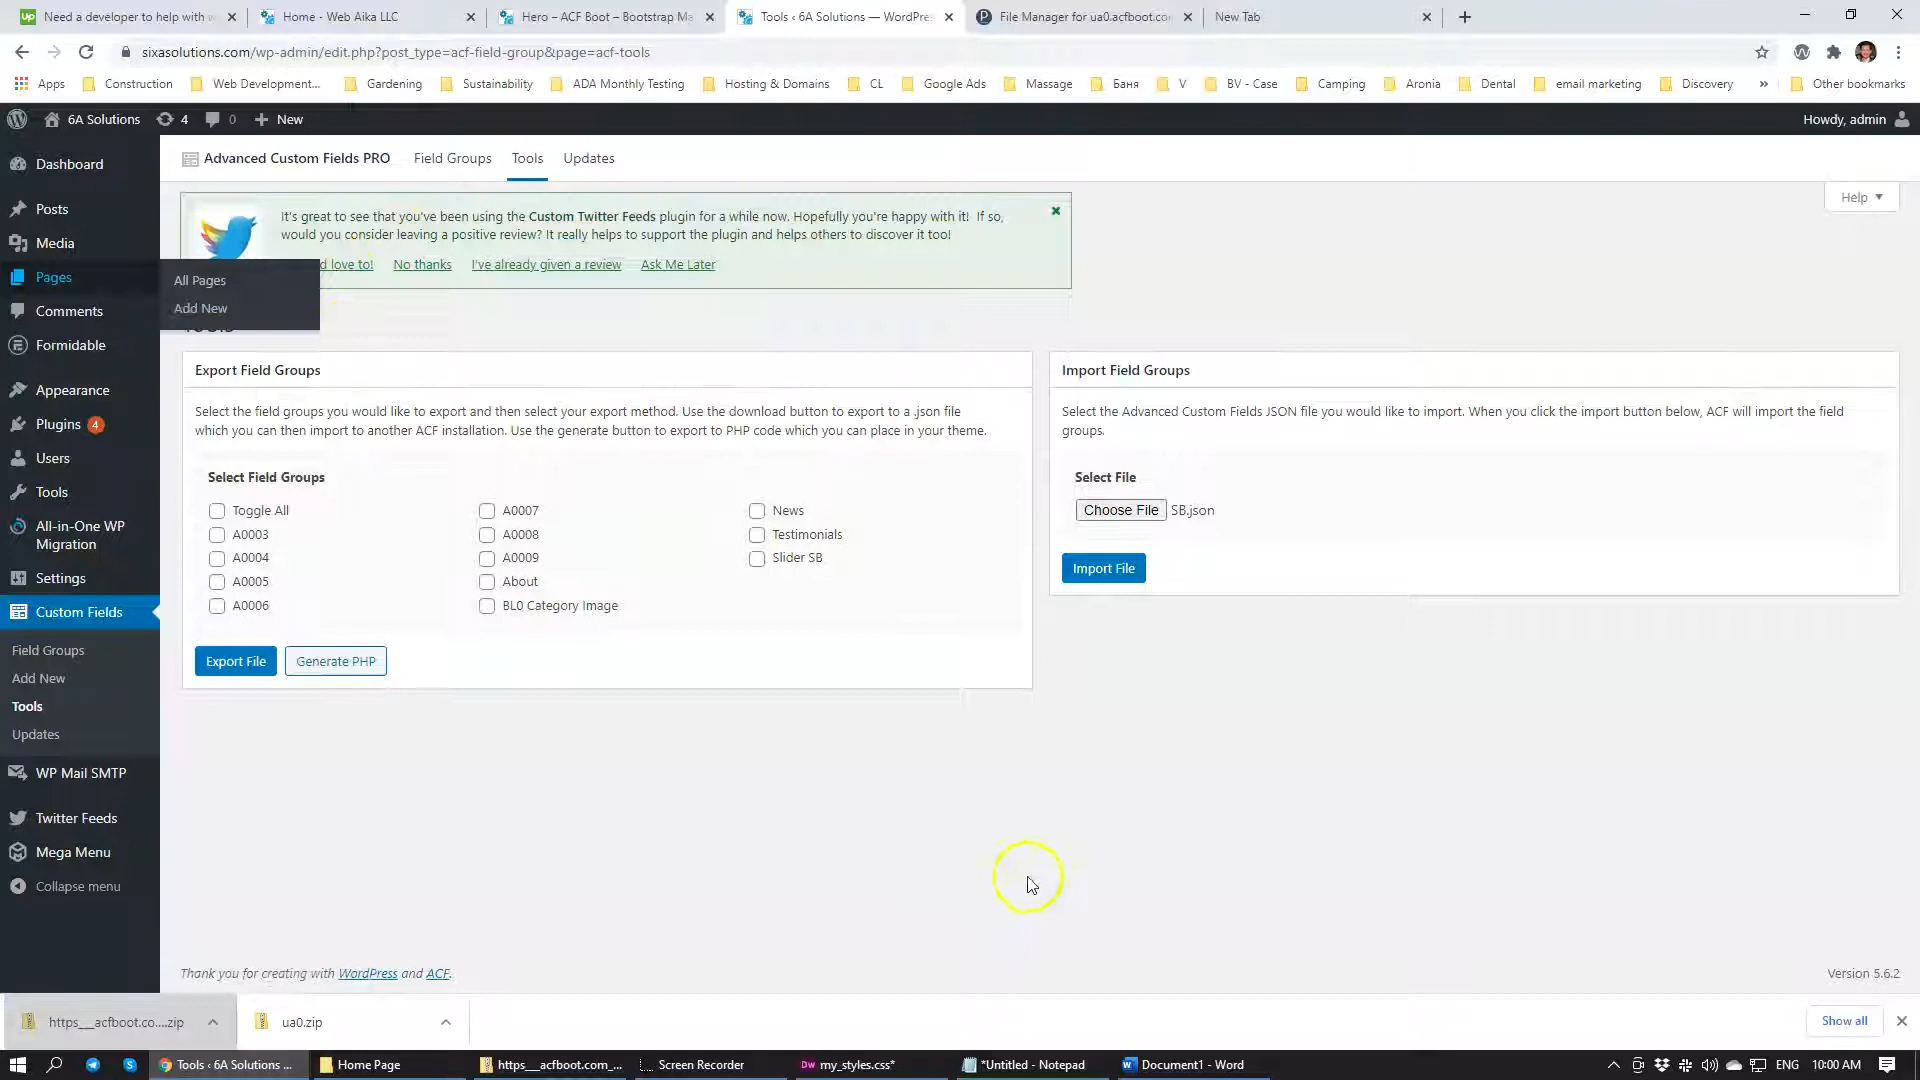 Need a developer to help with w
Home - Web Aika LLC
Hero – ACF Boot – Bootstrap Ma
Tools ‹ 6A Solutions — WordPre
File Manager for ua0.acfboot.co
New Tab
sixasolutions.com/wp-admin/edit.php?post_type=acf-field-group&page=acf-tools
Apps
Construction
Web Development...
Gardening
Sustainability
ADA Monthly Testing
Hosting & Domains
CL
Google Ads
Massage
Баня
V
BV - Case
Camping
Aronia
Dental
email marketing
Discovery
»
Other bookmarks
6A Solutions
4
0
New
Howdy, admin
Dashboard
Posts
Media
Pages
All Pages
Add New
Comments
Formidable
Appearance
Plugins 4
Users
Tools
All-in-One WP
Migration
Settings
Custom Fields
Field Groups
Add New
Tools
Updates
WP Mail SMTP
Twitter Feeds
Mega Menu
Collapse menu
Advanced Custom Fields PRO
Field Groups
Tools
Updates
Help
It's great to see that you've been using the Custom Twitter Feeds plugin for a while now. Hopefully you're happy with it! If so,
would you consider leaving a positive review? It really helps to support the plugin and helps others to discover it too!
d love to!
No thanks
I've already given a review
Ask Me Later
Export Field Groups
Select the field groups you would like to export and then select your export method. Use the download button to export to a .json file
which you can then import to another ACF installation. Use the generate button to export to PHP code which you can place in your theme.
Select Field Groups
Toggle All
A0003
A0004
A0005
A0006
A0007
A0008
A0009
About
BL0 Category Image
News
Testimonials
Slider SB
Export File
Generate PHP
Import Field Groups
Select the Advanced Custom Fields JSON file you would like to import. When you click the import button below, ACF will import the field
groups.
Select File
Choose File SB.json
Import File
Thank you for creating with WordPress and ACF.
Version 5.6.2
https___acfboot.co....zip
ua0.zip
Show all
Tools ‹ 6A Solutions ...
Home Page
https___acfboot.com_...
Screen Recorder
Dw my_styles.css*
*Untitled - Notepad
Document1 - Word
ENG
10:00 AM